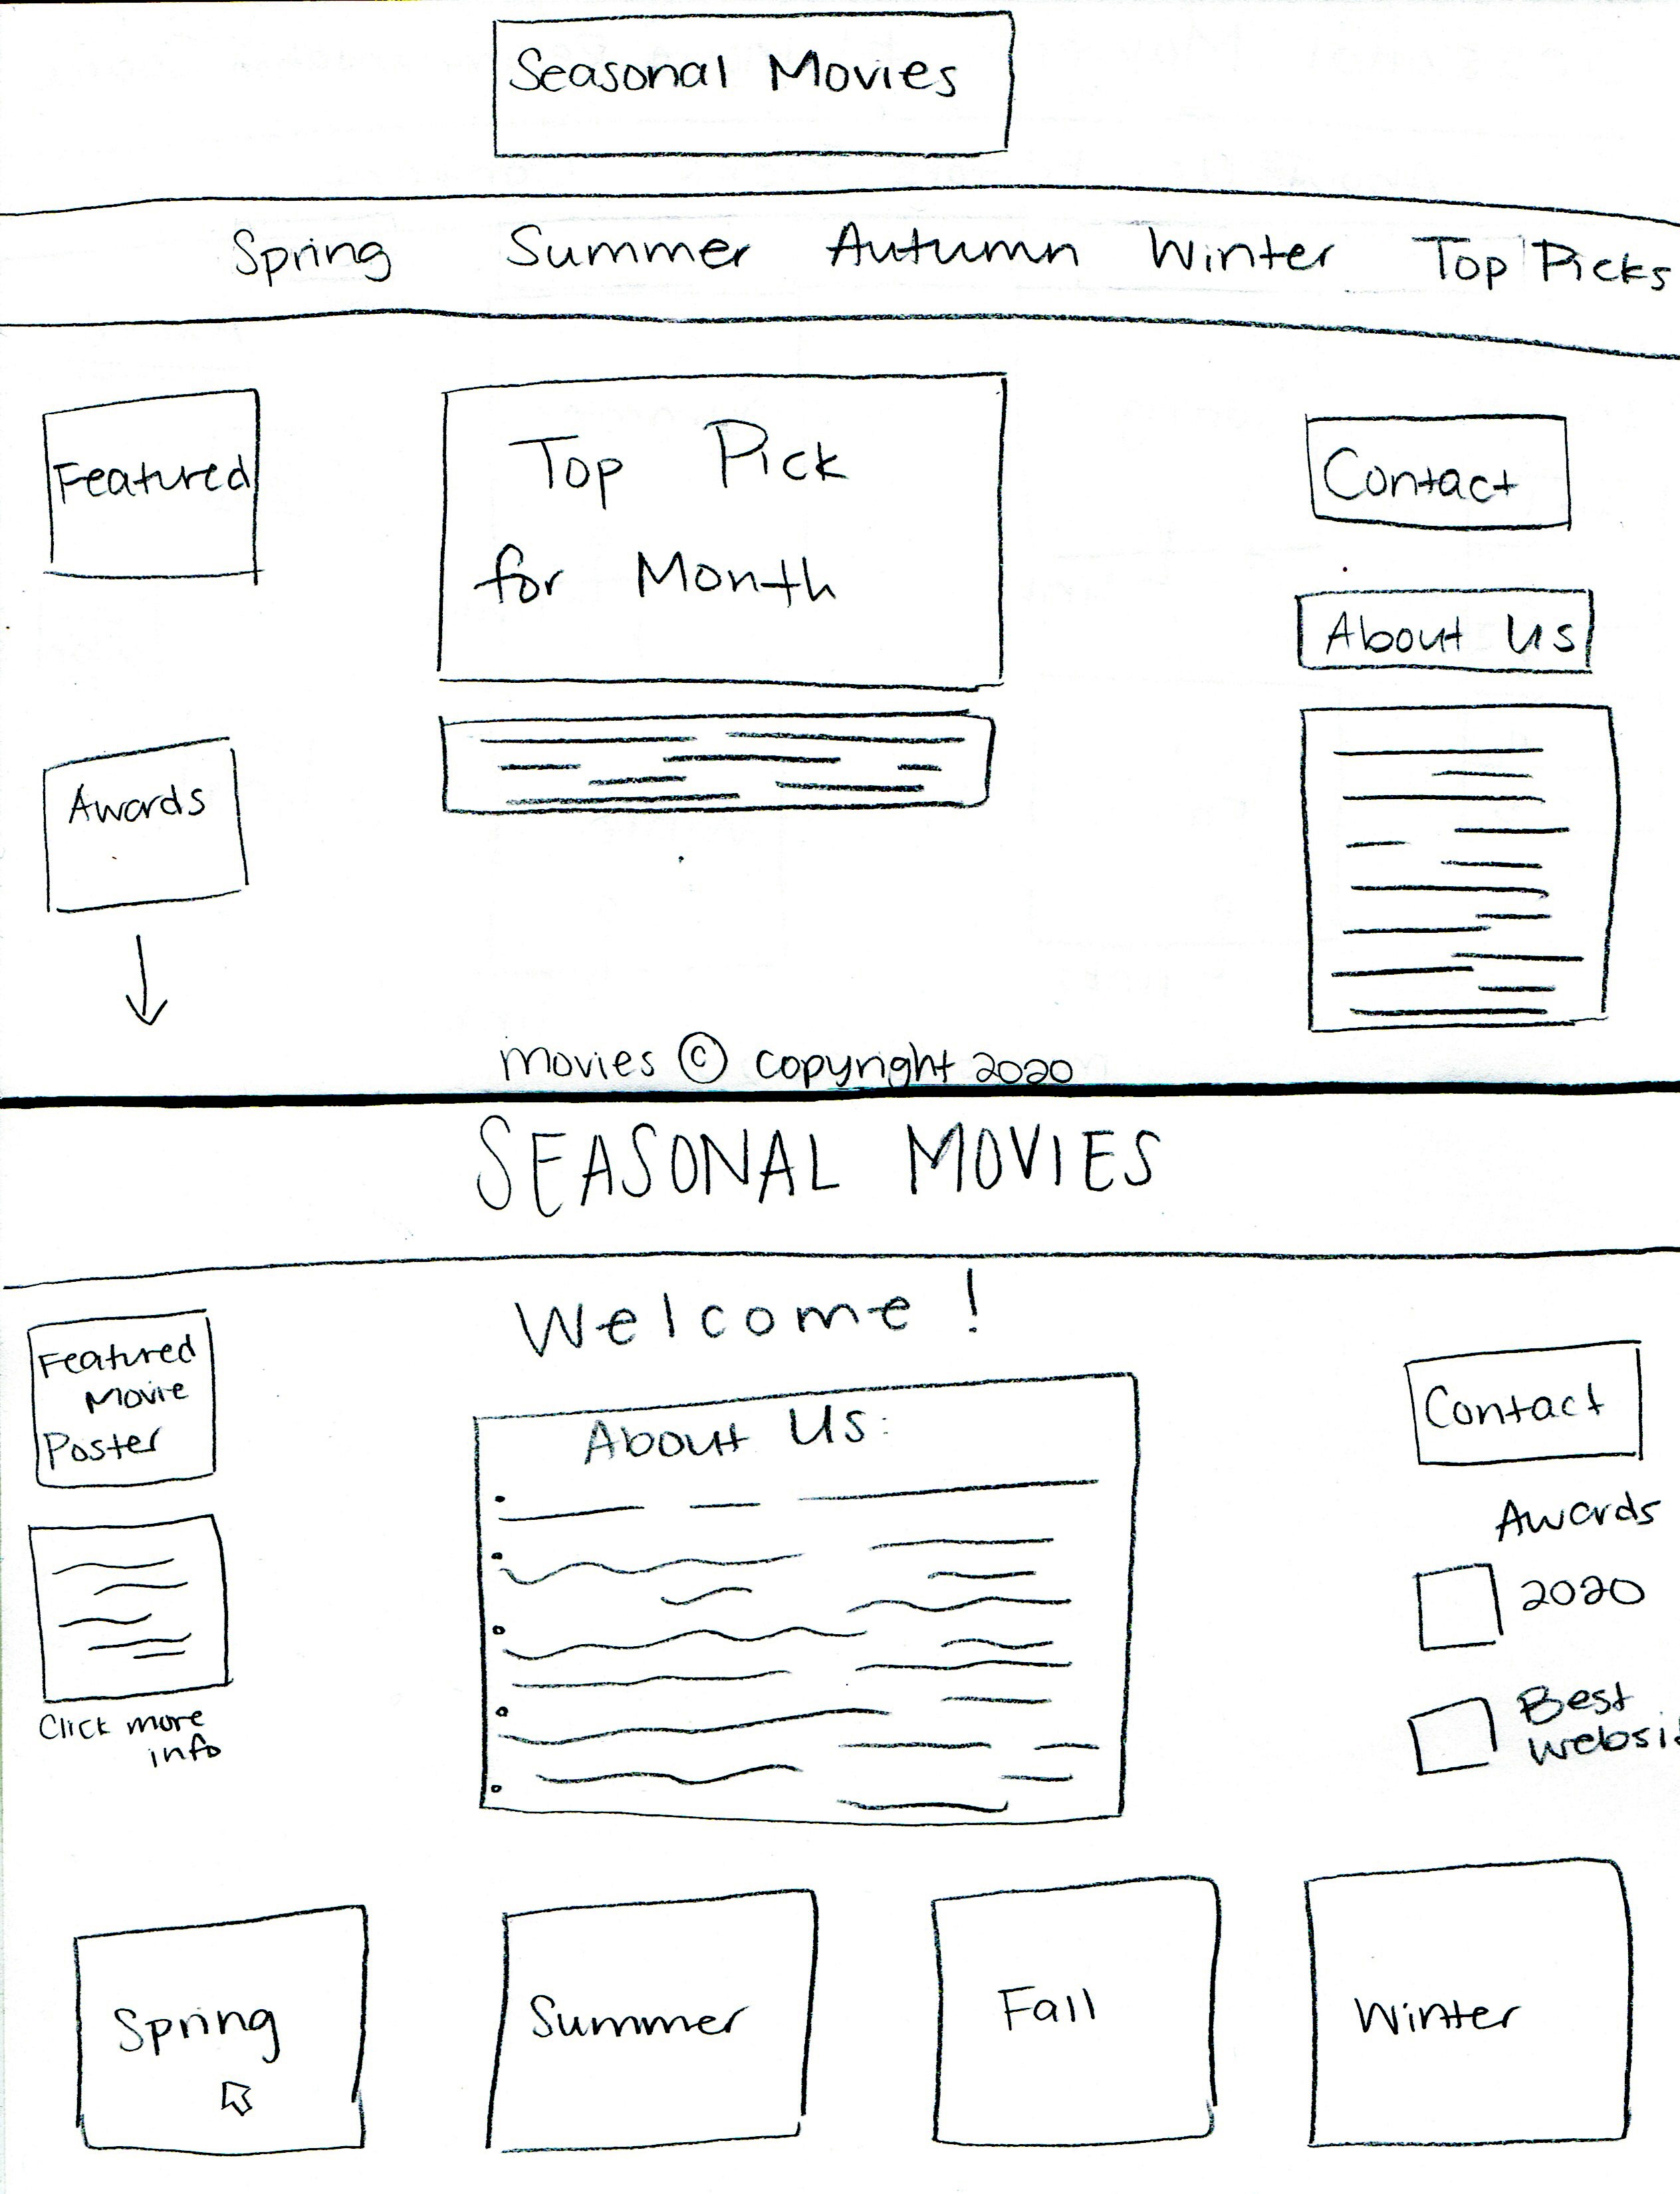 Seasonal Movies
Spring Summer Autumn Winter Top Picks
Featured
Top Pick
for Month
Contact
About Us
Awards
movies © copyright 2020
SEASONAL MOVIES
Welcome!
Featured
Movie
Poster
Click more
info
About Us:
Contact
Awards
2020
Best
Spring
Summer
Fall
Winter